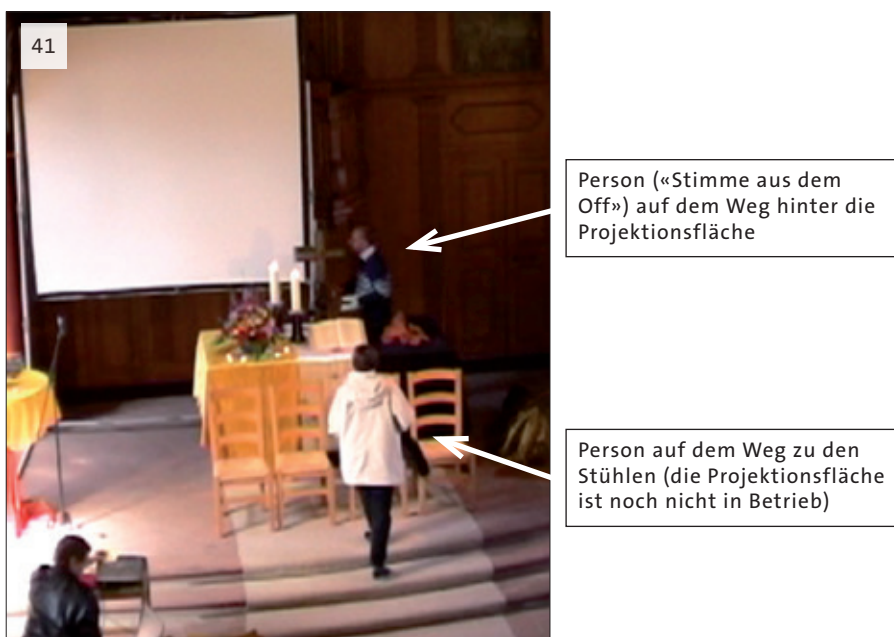 41
Person («Stimme aus dem
Off») auf dem Weg hinter die
Projektionsfläche
Person auf dem Weg zu den
Stühlen (die Projektionsfläche
ist noch nicht in Betrieb)